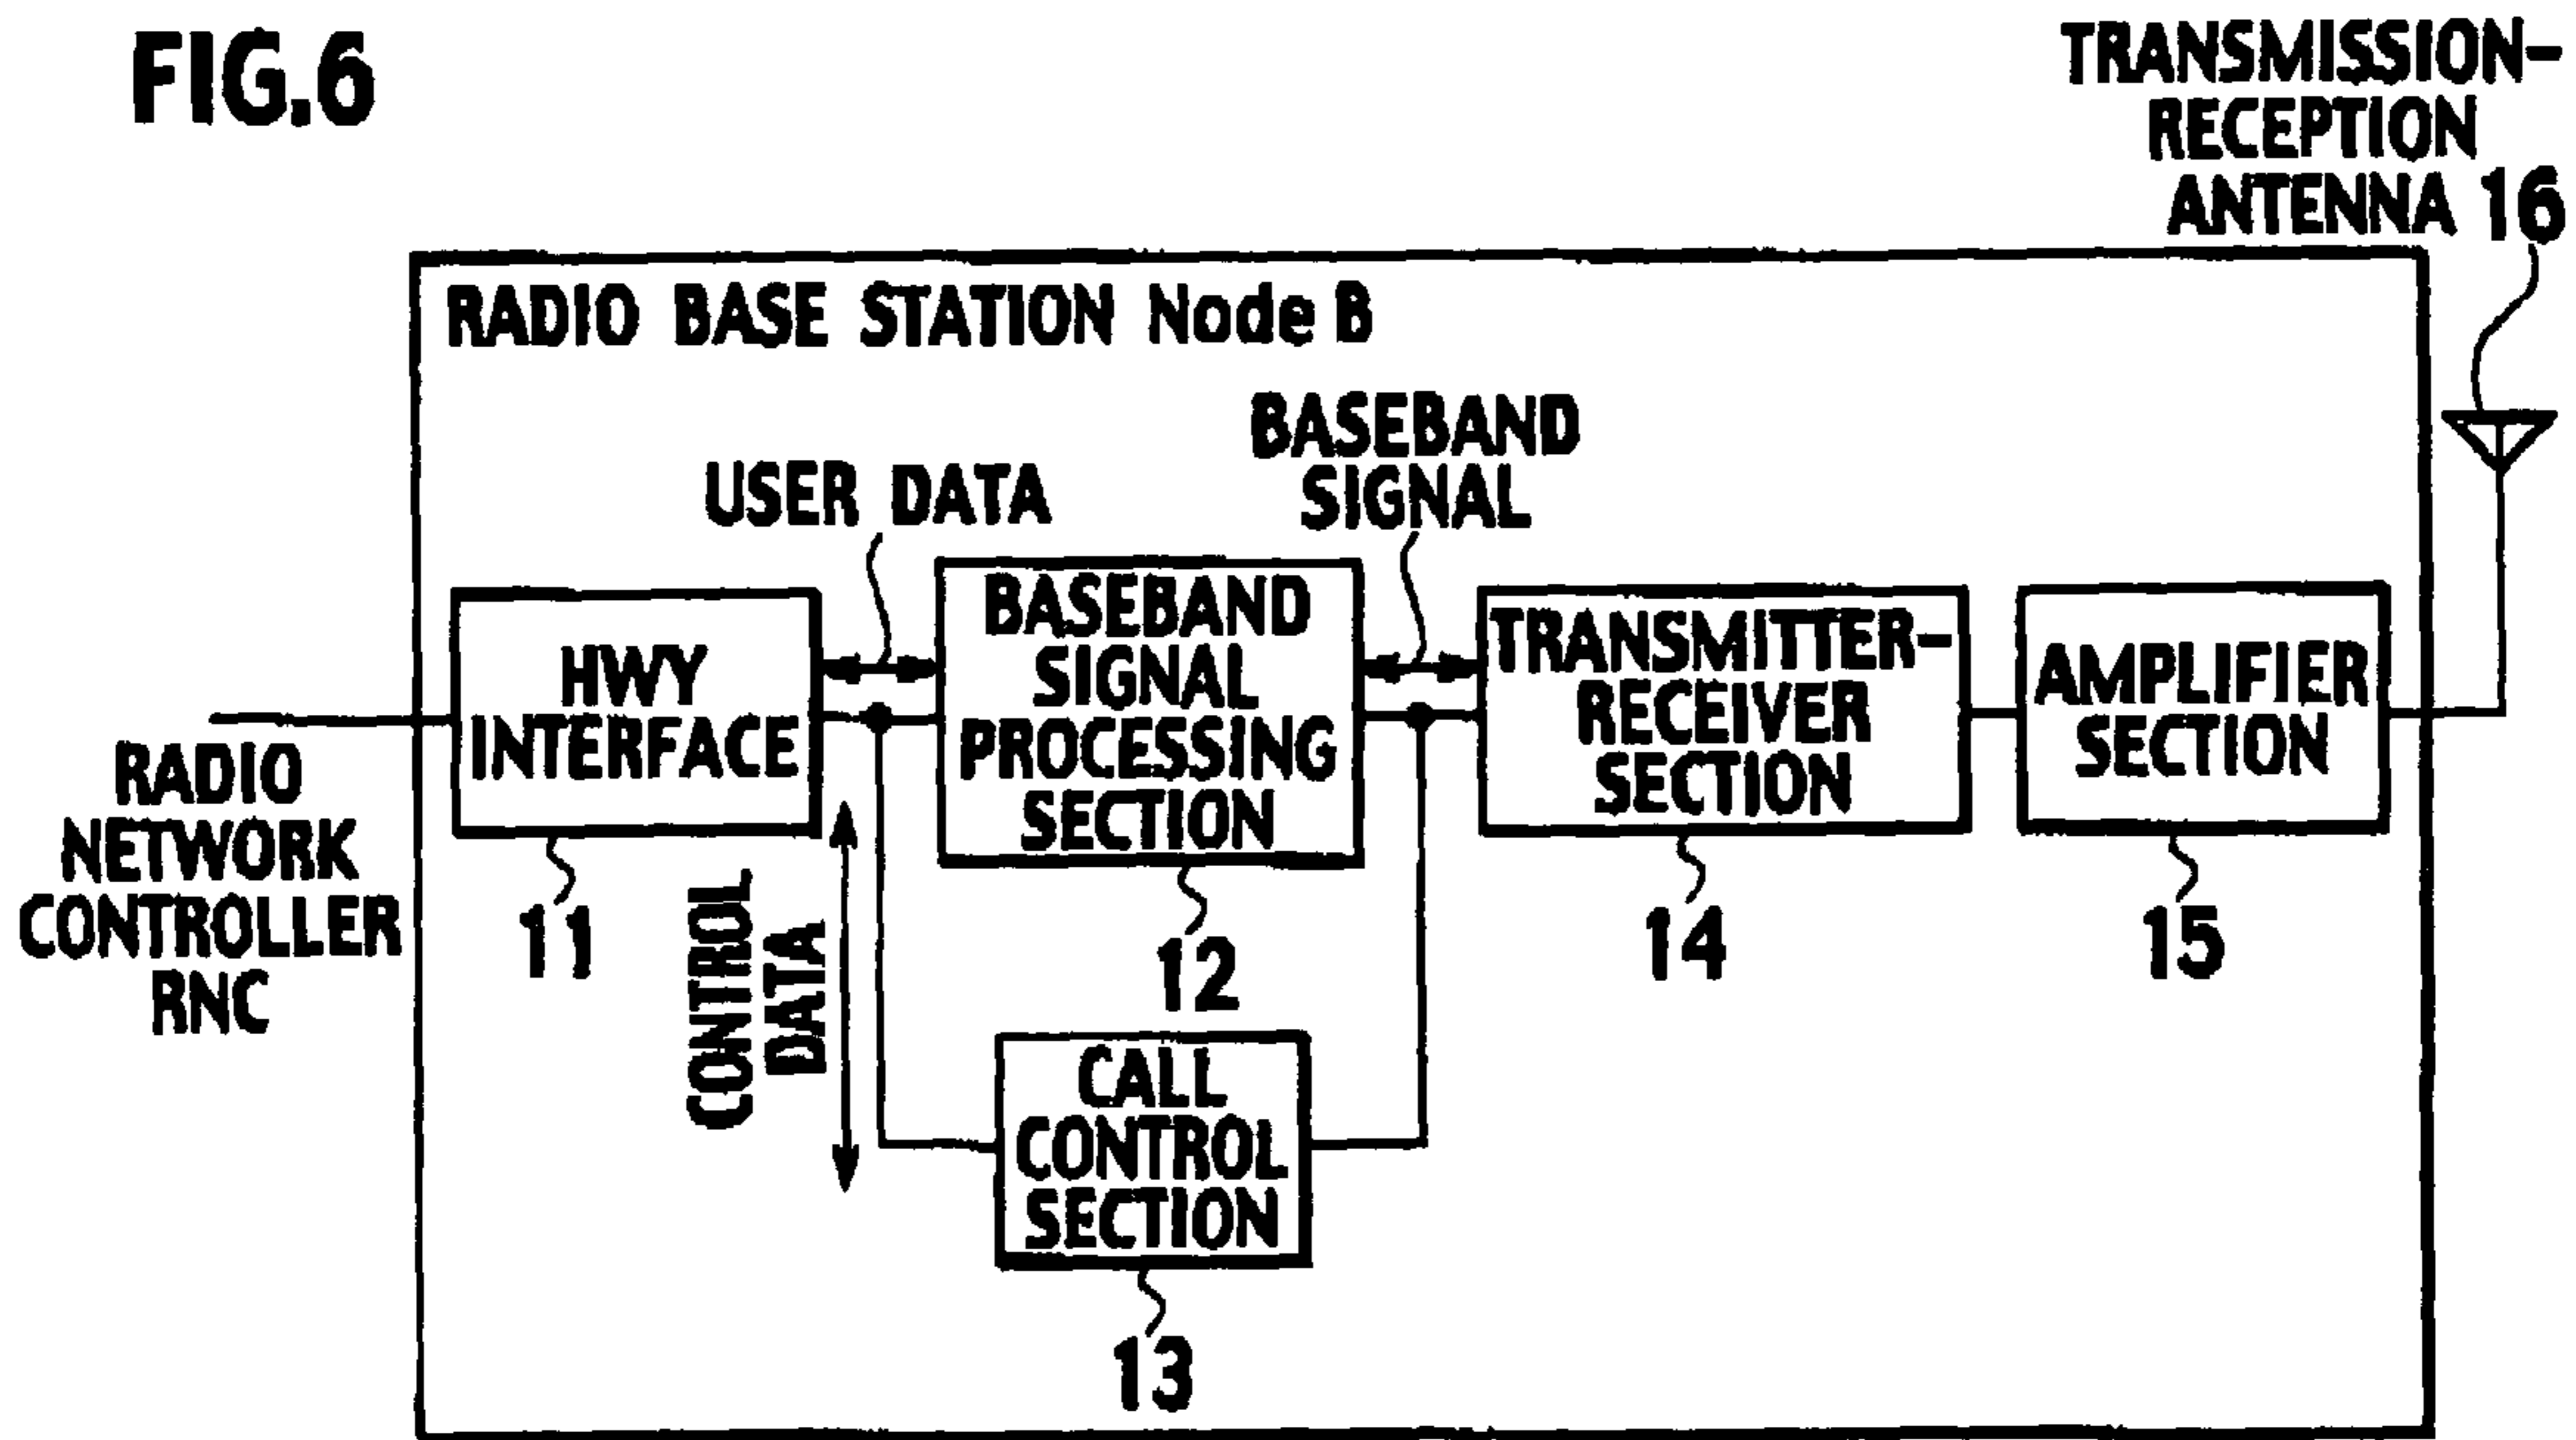 FIG.6
TRANSMISSION-
RECEPTION
ANTENNA 16
RADIO BASE STATION Node B
USER DATA
BASEBAND
SIGNAL
HWY
INTERFACE
11
BASEBAND
SIGNAL
PROCESSING
SECTION
12
TRANSMITTER-
RECEIVER
SECTION
14
AMPLIFIER
SECTION
15
RADIO
NETWORK
CONTROLLER
RNC
CONTROL
DATA
CALL
CONTROL
SECTION
13